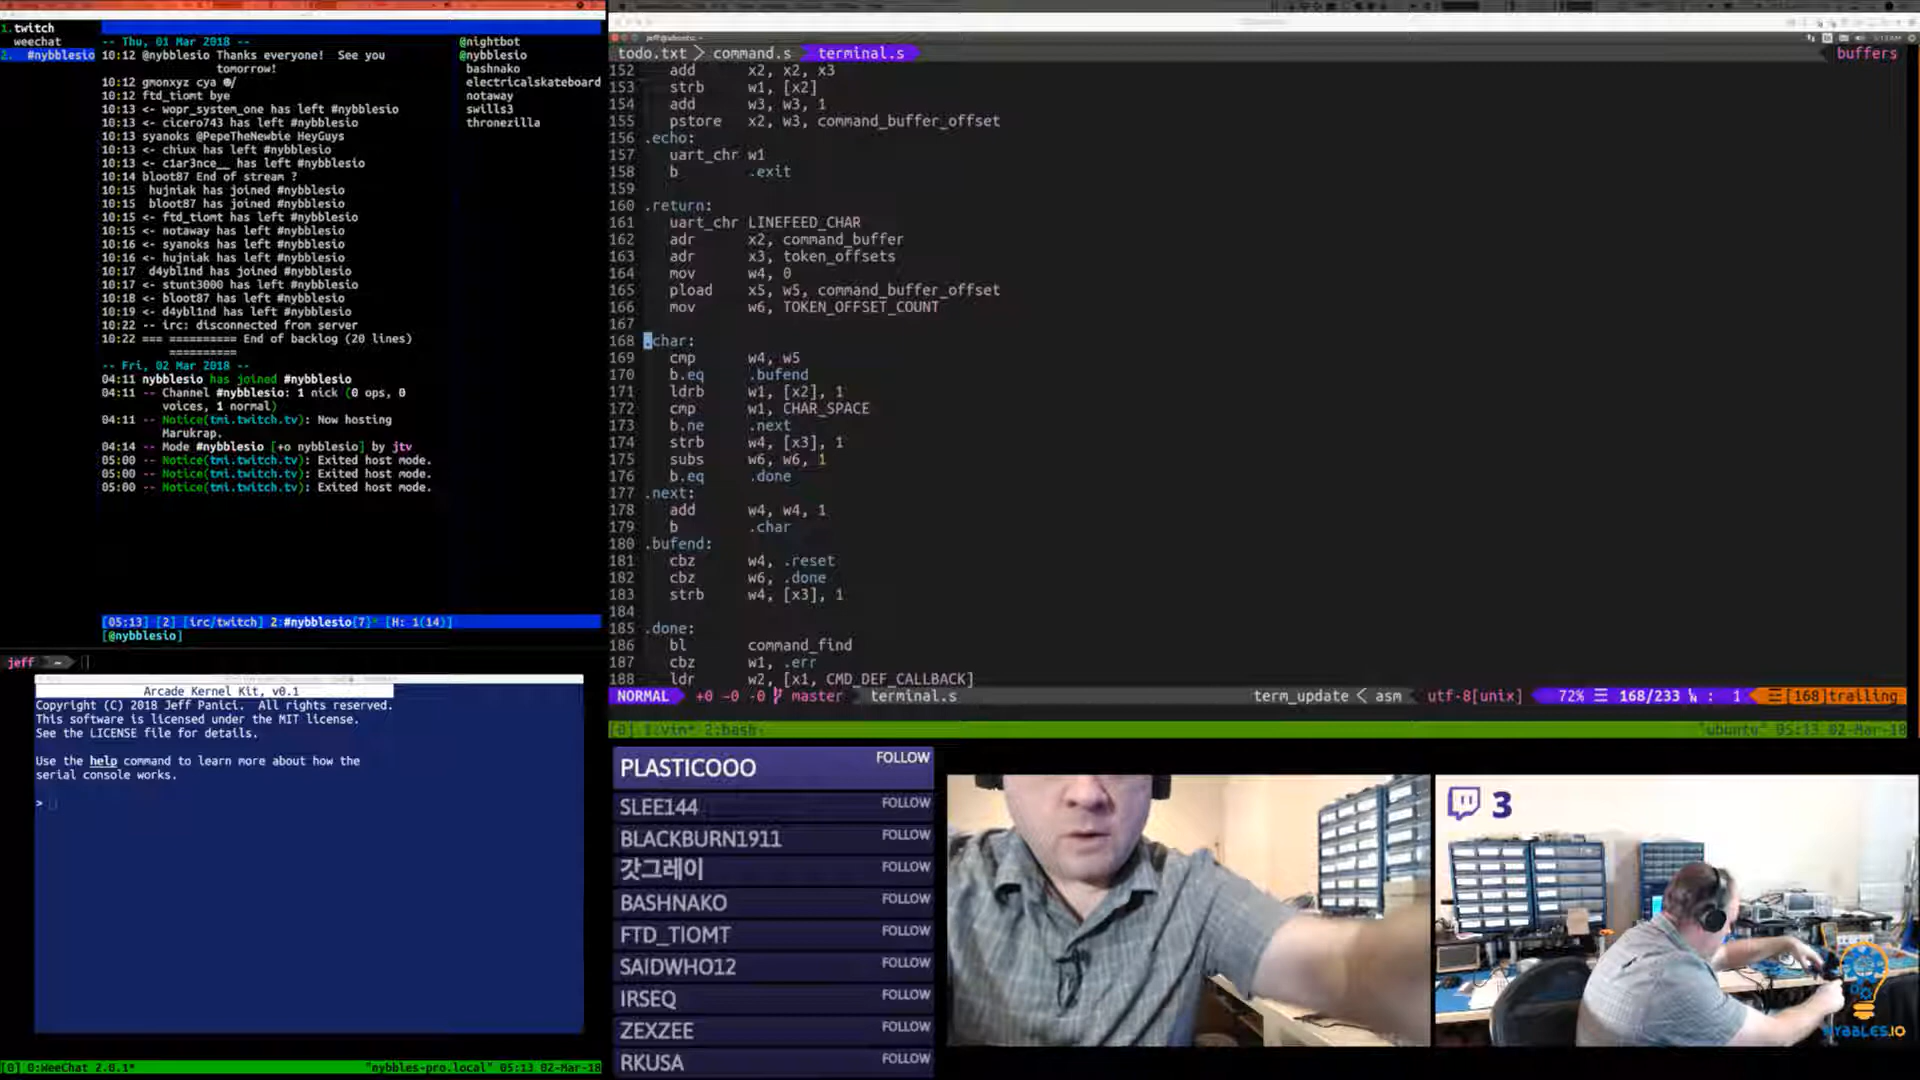 1.twitch
weechat
2. #nybblesio
-- Thu, 01 Mar 2018 --
10:12 @nybblesio Thanks everyone! See you
tomorrow!
10:12 gmonxyz cya
10:12 ftd_tiomt bye
10:13 <- wopr_system_one has left #nybblesio
10:13 <- cicero743 has left #nybblesio
10:13 syanoks @PepeTheNewbie HeyGuys
10:13 <- chiux has left #nybblesio
10:13 <- c1ar3nce__ has left #nybblesio
10:14 bloot87 End of stream ?
10:15 hujniak has joined #nybblesio
10:15 bloot87 has joined #nybblesio
10:15 <- ftd_tiomt has left #nybblesio
10:15 <- notaway has left #nybblesio
10:16 <- syanoks has left #nybblesio
10:16 <- hujniak has left #nybblesio
10:17 d4ybl1nd has joined #nybblesio
10:17 <- stunt3000 has left #nybblesio
10:18 <- bloot87 has left #nybblesio
10:19 <- d4ybl1nd has left #nybblesio
10:22 -- irc: disconnected from server
10:22 === ========== End of backlog (20 lines)
==========
-- Fri, 02 Mar 2018 --
04:11 nybblesio has joined #nybblesio
04:11 -- Channel #nybblesio: 1 nick (0 ops, 0
voices, 1 normal)
04:11 -- Notice(tmi.twitch.tv): Now hosting
Marukrap.
04:14 -- Mode #nybblesio [+o nybblesio] by jtv
05:00 -- Notice(tmi.twitch.tv): Exited host mode.
05:00 -- Notice(tmi.twitch.tv): Exited host mode.
05:00 -- Notice(tmi.twitch.tv): Exited host mode.
@nightbot
@nybblesio
bashnako
electricalskateboard
notaway
swills3
thronezilla
[05:13] [2] [irc/twitch] 2:#nybblesio{7}* [H: 1(14)]
[@nybblesio]
jeff ~
Arcade Kernel Kit, v0.1
Copyright (C) 2018 Jeff Panici. All rights reserved.
This software is licensed under the MIT license.
See the LICENSE file for details.
Use the help command to learn more about how the
serial console works.
>
[0] 0:WeeChat 2.0.1* "nybbles-pro.local" 05:13 02-Mar-18
todo.txt > command.s terminal.s buffers
152 add x2, x2, x3
153 strb w1, [x2]
154 add w3, w3, 1
155 pstore x2, w3, command_buffer_offset
156 .echo:
157 uart_chr w1
158 b .exit
159
160 .return:
161 uart_chr LINEFEED_CHAR
162 adr x2, command_buffer
163 adr x3, token_offsets
164 mov w4, 0
165 pload x5, w5, command_buffer_offset
166 mov w6, TOKEN_OFFSET_COUNT
167
168 .char:
169 cmp w4, w5
170 b.eq .bufend
171 ldrb w1, [x2], 1
172 cmp w1, CHAR_SPACE
173 b.ne .next
174 strb w4, [x3], 1
175 subs w6, w6, 1
176 b.eq .done
177 .next:
178 add w4, w4, 1
179 b .char
180 .bufend:
181 cbz w4, .reset
182 cbz w6, .done
183 strb w4, [x3], 1
184
185 .done:
186 bl command_find
187 cbz w1, .err
188 ldr w2, [x1, CMD_DEF_CALLBACK]
NORMAL +0 ~0 -0 master terminal.s term_update < asm utf-8[unix] 72% 168/233 : 1 [168]trailing
[0] 1:vim* 2:bash- "ubuntu" 05:13 02-Mar-18
PLASTICOOO FOLLOW
SLEE144 FOLLOW
BLACKBURN1911 FOLLOW
갓그레이 FOLLOW
BASHNAKO FOLLOW
FTD_TIOMT FOLLOW
SAIDWHO12 FOLLOW
IRSEQ FOLLOW
ZEXZEE FOLLOW
RKUSA FOLLOW
3
NYBBLES.IO